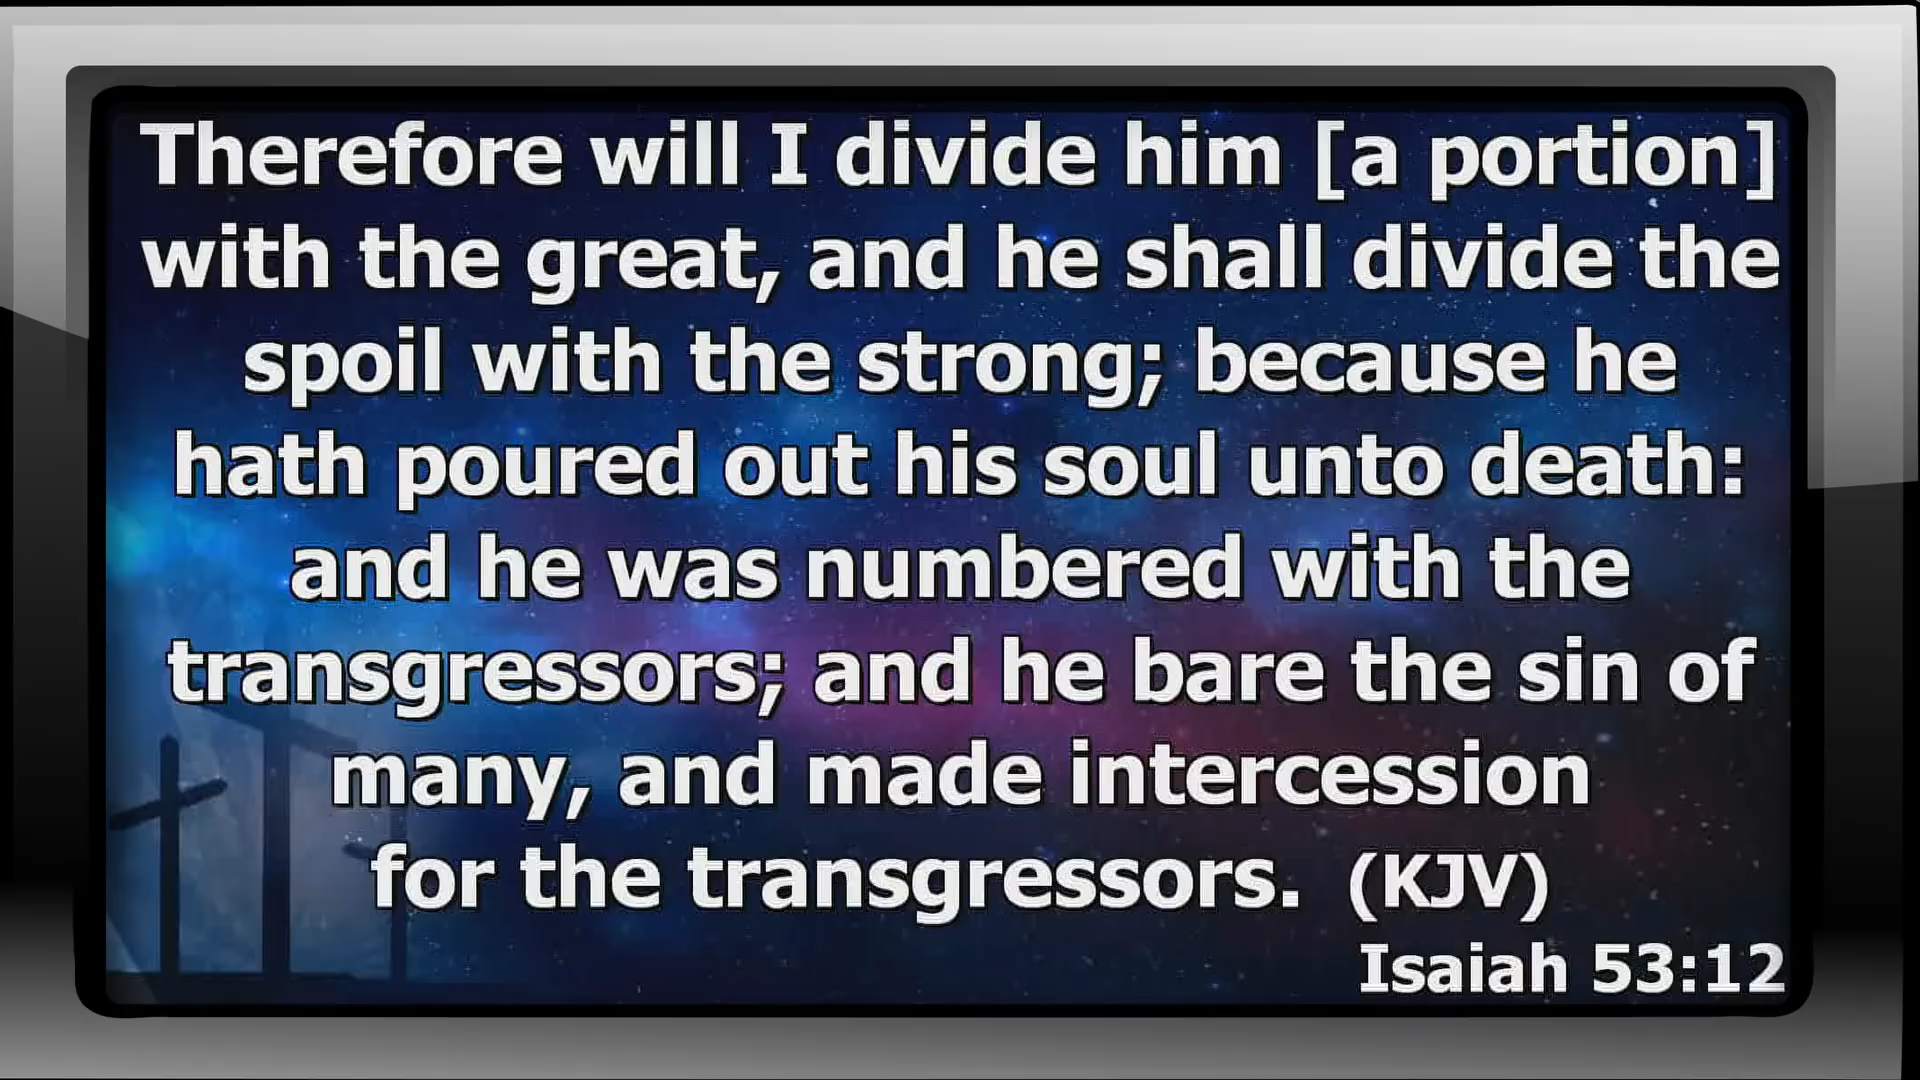 Therefore will I divide him [a portion]
with the great, and he shall divide the
spoil with the strong; because he
hath poured out his soul unto death:
and he was numbered with the
transgressors; and he bare the sin of
many, and made intercession
for the transgressors. (KJV)
Isaiah 53:12